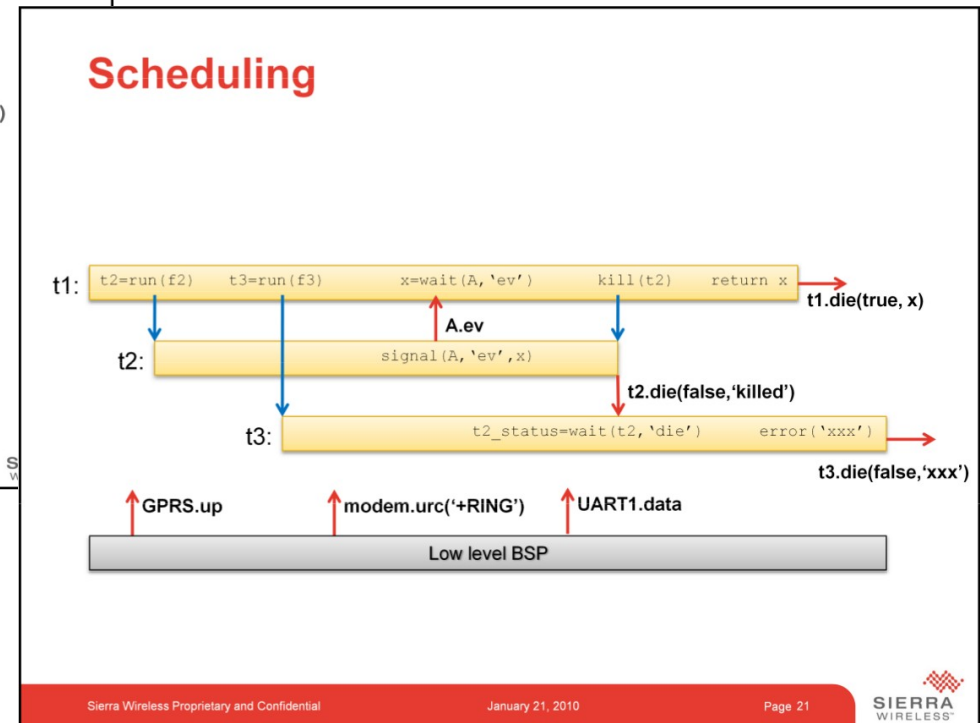 Scheduling
t1: t2=run(f2) t3=run(f3) x=wait(A,‘ev’) kill(t2) return x
t1.die(true, x)
A.ev
t2: signal(A,‘ev’,x)
t2.die(false,‘killed’)
t3: t2_status=wait(t2,‘die’) error(‘xxx’)
t3.die(false,‘xxx’)
GPRS.up modem.urc(‘+RING’) UART1.data
Low level BSP
Sierra Wireless Proprietary and Confidential January 21, 2010 Page 21
SIERRA
WIRELESS™
)
S
W